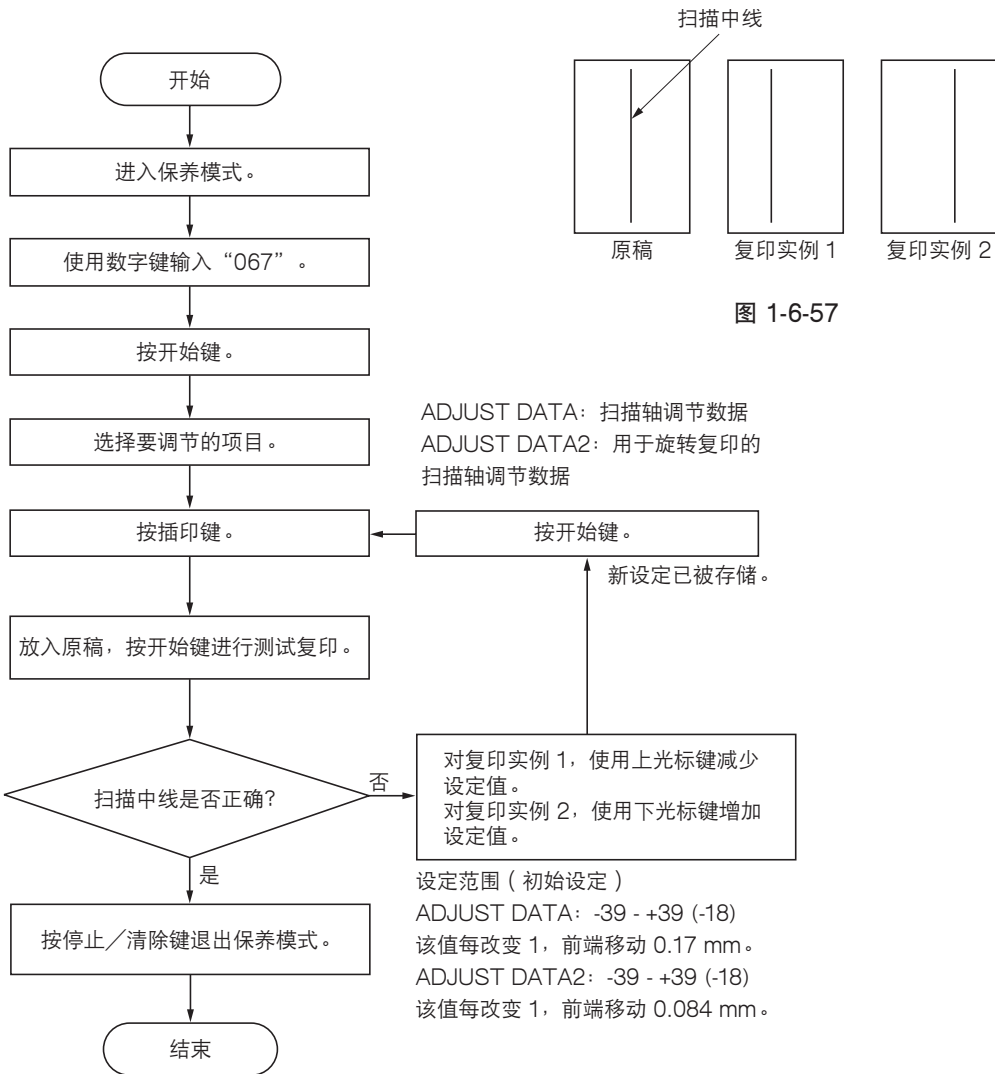 开始
进入保养模式。
使用数字键输入“067”。
按开始键。
选择要调节的项目。
按插印键。
放入原稿，按开始键进行测试复印。
扫描中线是否正确？
是
否
按停止／清除键退出保养模式。
结束
扫描中线
原稿
复印实例 1
复印实例 2
图 1-6-57
ADJUST DATA：扫描轴调节数据
ADJUST DATA2：用于旋转复印的
扫描轴调节数据
按开始键。
新设定已被存储。
对复印实例 1，使用上光标键减少
设定值。
对复印实例 2，使用下光标键增加
设定值。
设定范围 ( 初始设定 )
ADJUST DATA：-39 - +39 (-18)
该值每改变 1，前端移动 0.17 mm。
ADJUST DATA2：-39 - +39 (-18)
该值每改变 1，前端移动 0.084 mm。